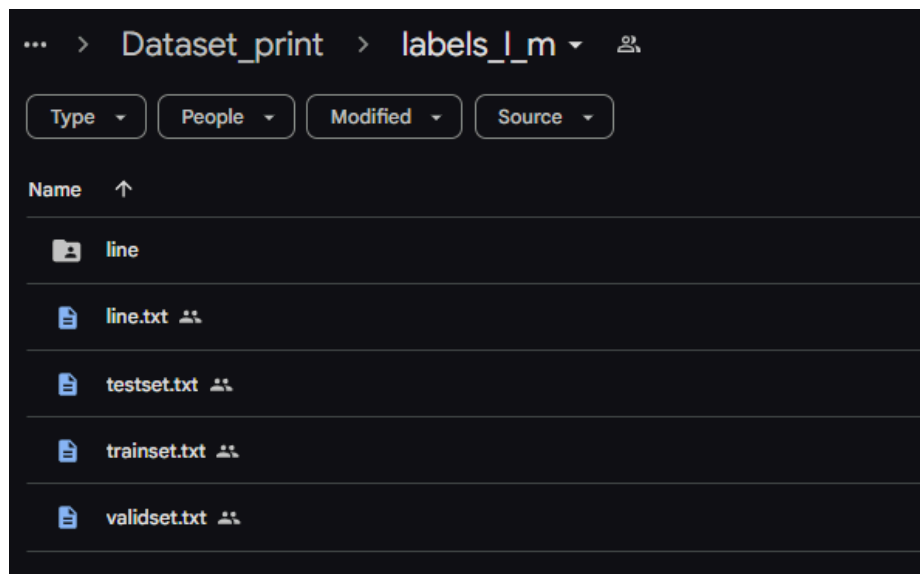 ... > Dataset_print > labels_l_m
Type People Modified Source
Name
line
line.txt
testset.txt
trainset.txt
validset.txt